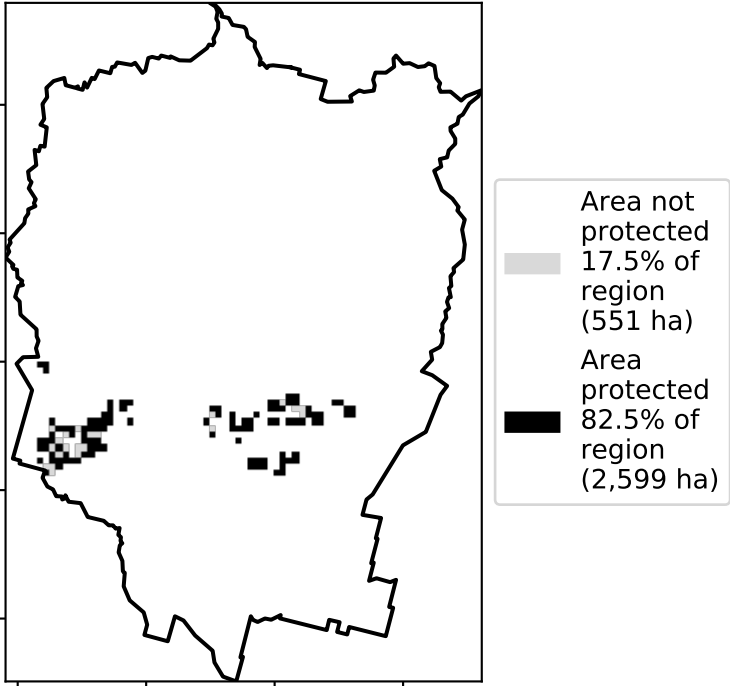 Area not
protected
17.5% of
region
(551 ha)
Area
protected
82.5% of
region
(2,599 ha)